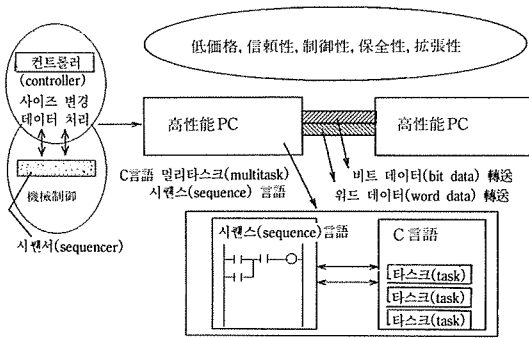 低価格, 信頼性, 制御性, 保全性, 拡張性
컨트롤러
(controller)
사이즈 변경
데이터 처리
機械制御
시퀜서(sequencer)
高性能PC
高性能PC
C言語 멀티타스크(multitask)
시퀜스(sequence) 言語
비트 데이터(bit data) 轉送
워드 데이터(word data) 轉送
시퀜스(sequence)言語
C 言語
타스크(task)
타스크(task)
타스크(task)